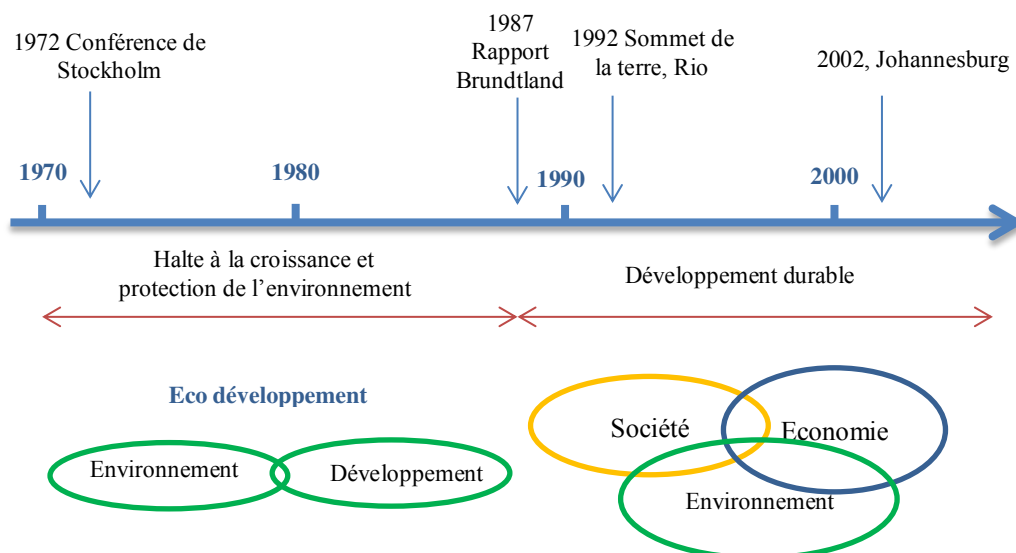 1972 Conférence de
Stockholm
1987
Rapport
Brundtland
1992 Sommet de
la terre, Rio
2002, Johannesburg
1970
1980
1990
2000
Halte à la croissance et
protection de l’environnement
Développement durable
Eco développement
Environnement
Développement
Société
Economie
Environnement